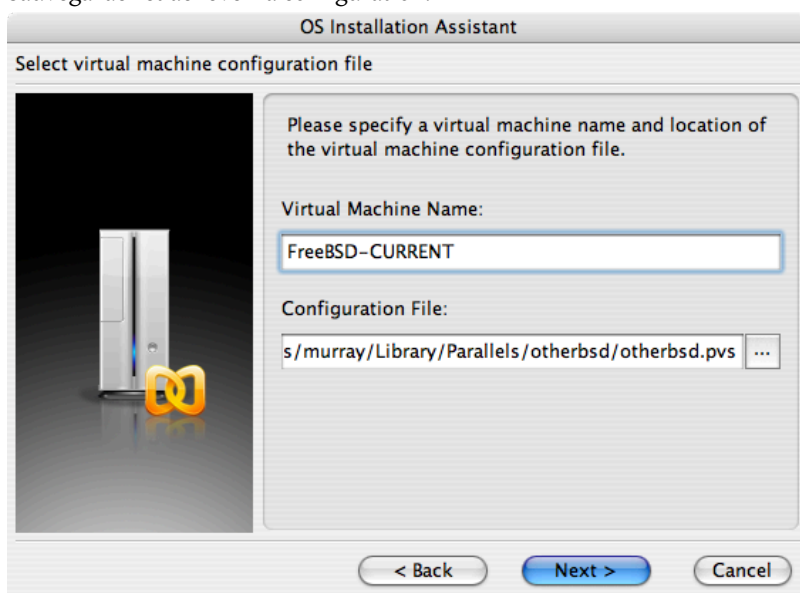 OS Installation Assistant
Select virtual machine configuration file
Please specify a virtual machine name and location of
the virtual machine configuration file.
Virtual Machine Name:
FreeBSD-CURRENT
Configuration File:
s/murray/Library/Parallels/otherbsd/otherbsd.pvs ...
< Back Next > Cancel